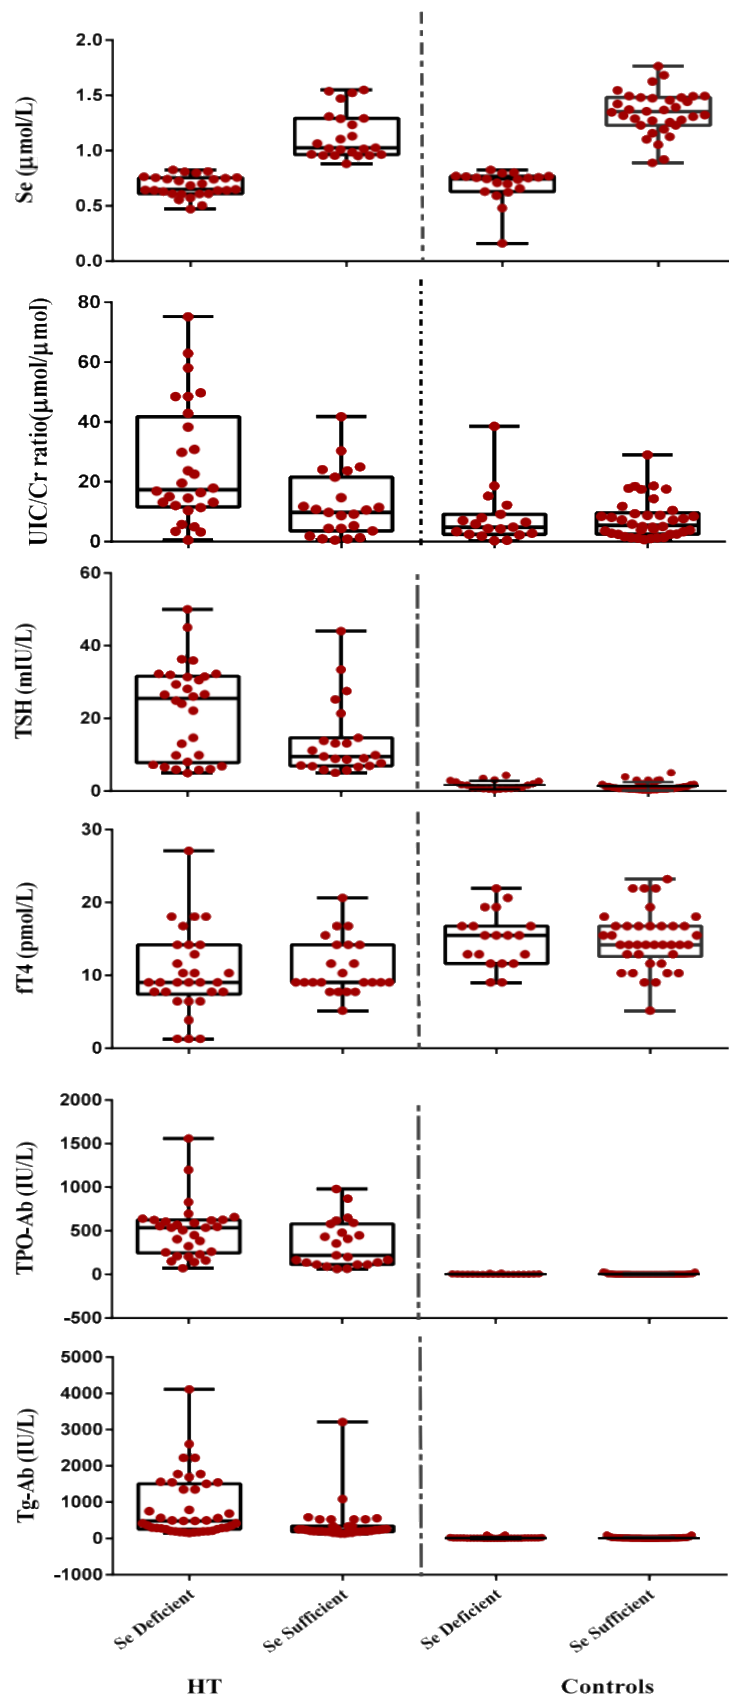 Se (μmol/L)
2.0
1.5
1.0
0.5
0.0
UIC/Cr ratio(μmol/μmol)
80
60
40
20
0
TSH (mIU/L)
60
40
20
0
fT4 (pmol/L)
30
20
10
0
TPO-Ab (IU/L)
2000
1500
1000
500
0
-500
Tg-Ab (IU/L)
5000
4000
3000
2000
1000
0
-1000
Se Deficient
Se Sufficient
Se Deficient
Se Sufficient
HT
Controls